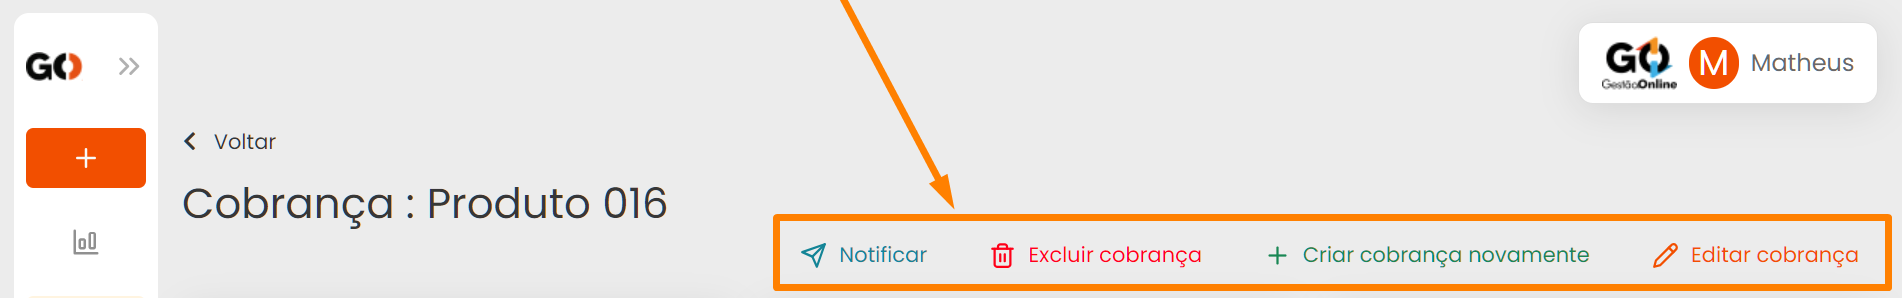 GO
GO
GestãoOnline
M
Matheus
Voltar
Cobrança : Produto 016
Notificar
Excluir cobrança
Criar cobrança novamente
Editar cobrança